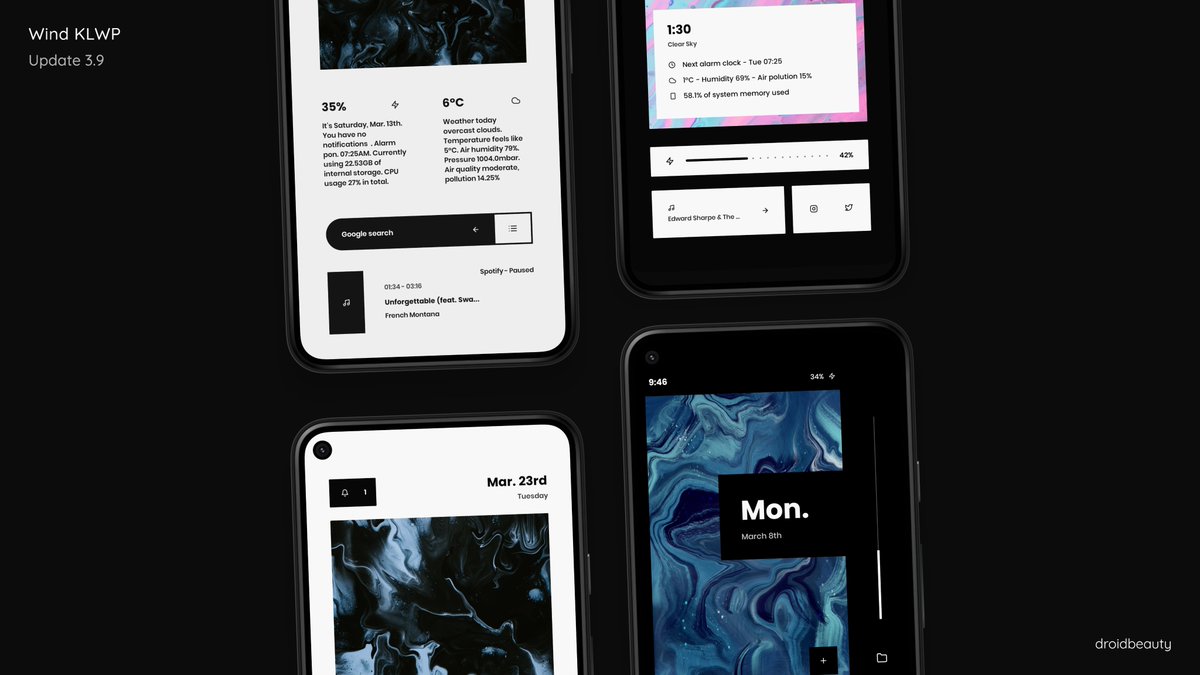 Wind KLWP
Update 3.9
35%
It's Saturday, Mar. 13th.
You have no
notifications . Alarm
pon. 07:25AM. Currently
using 22.53GB of
internal storage. CPU
usage 27% in total.
6°C
Weather today
overcast clouds.
Temperature feels like
5°C. Air humidity 79%.
Pressure 1004.0mbar.
Air quality moderate,
pollution 14.25%
Google search
Spotify - Paused
01:34 - 03:16
Unforgettable (feat. Swa...
French Montana
1:30
Clear Sky
Next alarm clock - Tue 07:25
1°C - Humidity 69% - Air polution 15%
58.1% of system memory used
42%
Edward Sharpe & The ...
1
Mar. 23rd
Tuesday
9:46
34%
Mon.
March 8th
droidbeauty